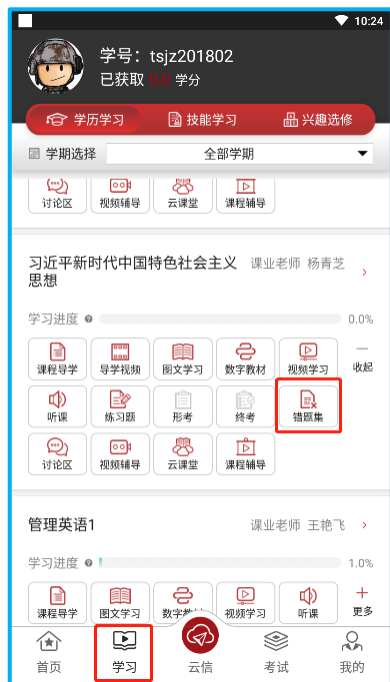 10:24
学号：tsjz201802
已获取 0.0 学分
学历学习 技能学习 兴趣选修
学期选择 全部学期
讨论区 视频辅导 云课堂 课程辅导
习近平新时代中国特色社会主义思想 课业老师 杨青芝
学习进度 0.0%
课程导学 导学视频 图文学习 数字教材 视频学习 收起
听课 练习题 形考 终考 错题集
讨论区 视频辅导 云课堂 课程辅导
管理英语1 课业老师 王艳飞
学习进度 1.0%
课程导学 图文学习 数字教材 视频学习 听课 更多
首页 学习 云信 考试 我的